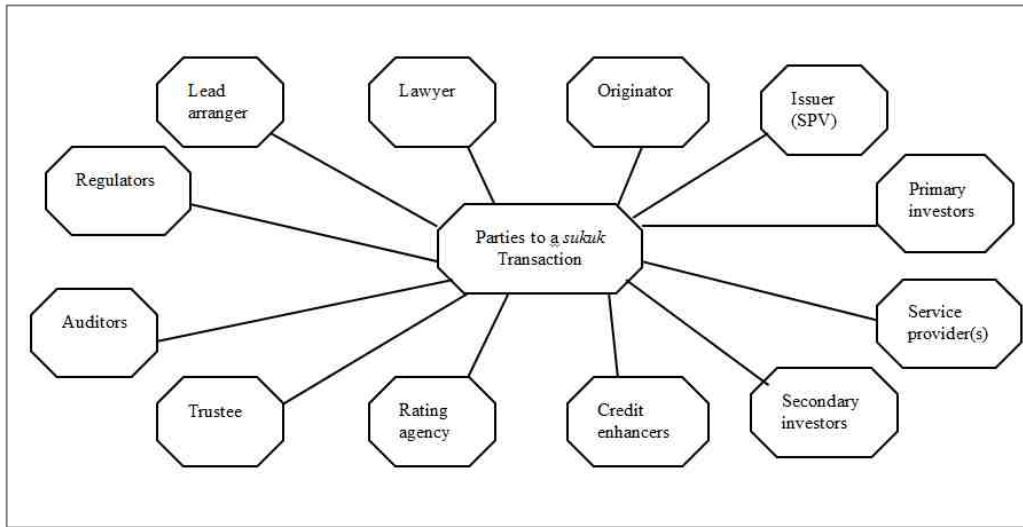 Lead
arranger
Lawyer
Originator
Issuer
(SPV)
Regulators
Primary
investors
Parties to a sukuk
Transaction
Auditors
Service
provider(s)
Trustee
Rating
agency
Credit
enhancers
Secondary
investors